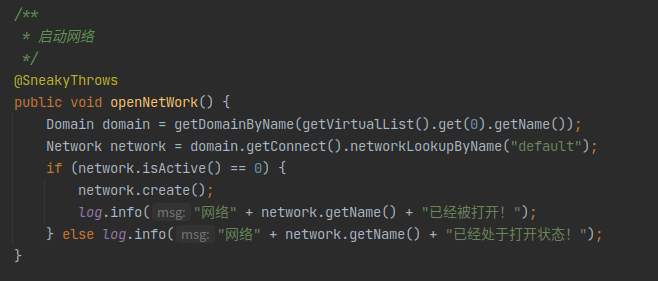 /**
 * 启动网络
 */
@SneakyThrows
public void openNetWork() {
    Domain domain = getDomainByName(getVirtualList().get(0).getName());
    Network network = domain.getConnect().networkLookupByName("default");
    if (network.isActive() == 0) {
        network.create();
        log.info( msg: "网络" + network.getName() + "已经被打开！");
    } else log.info( msg: "网络" + network.getName() + "已经处于打开状态！");
}